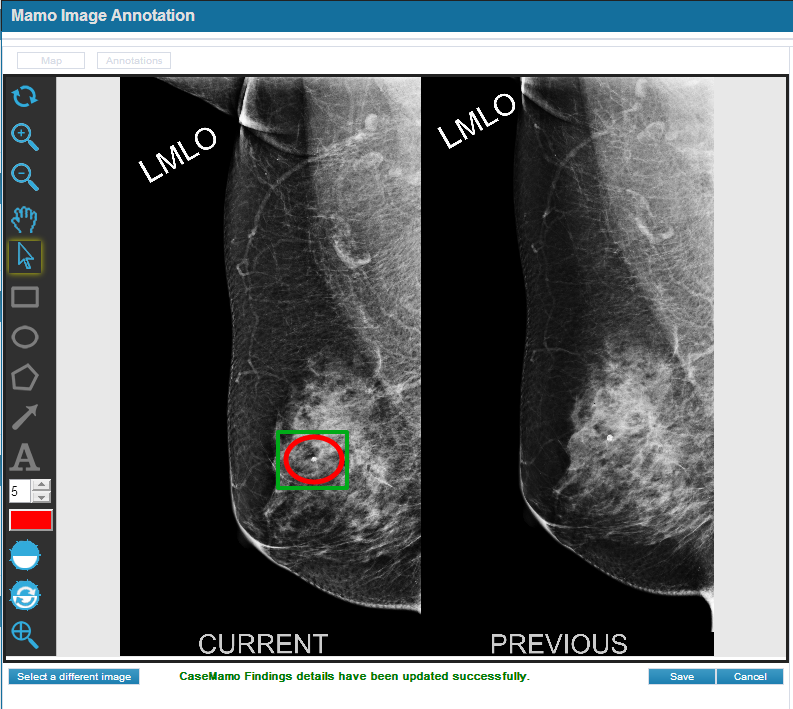 Mamo Image Annotation
Map
Annotations
LMLO
LMLO
A
5
CURRENT
PREVIOUS
Select a different image
CaseMamo Findings details have been updated successfully.
Save
Cancel